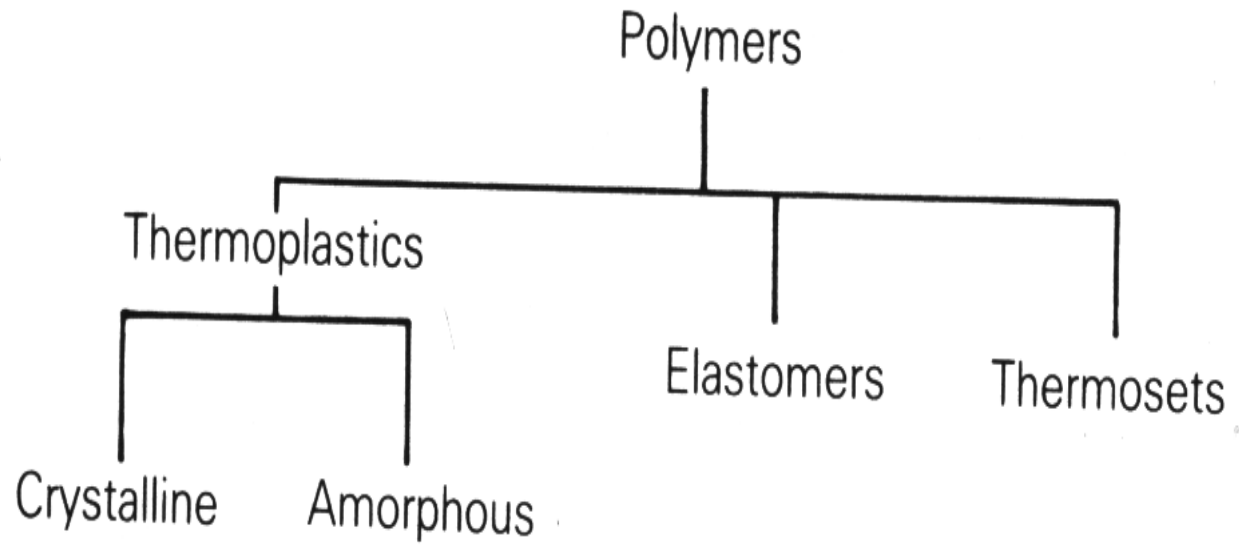 Polymers
Thermoplastics
Elastomers
Thermosets
Crystalline
Amorphous